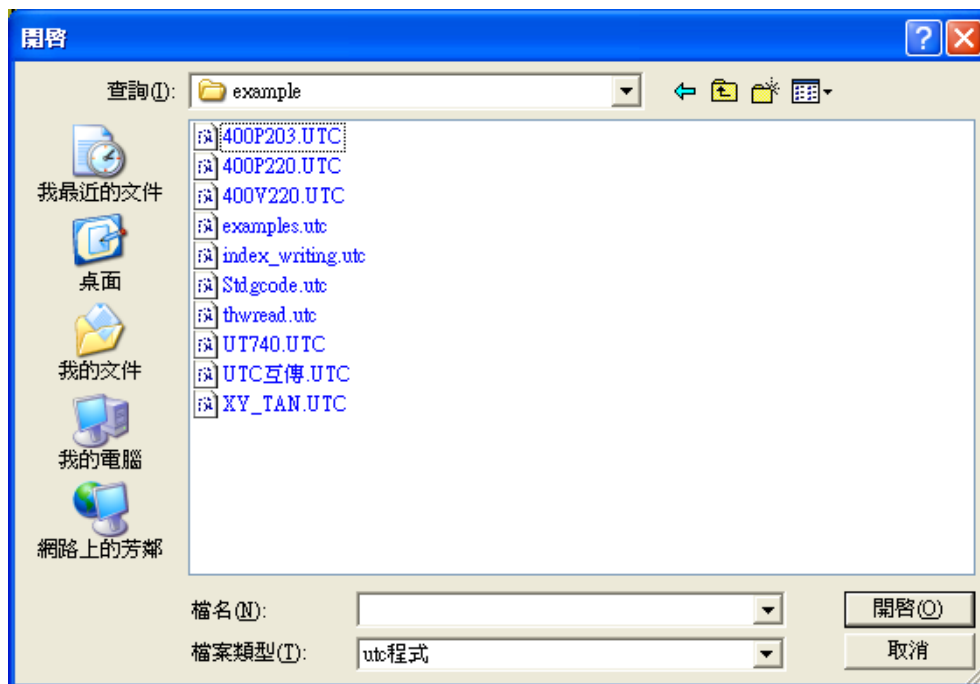 開啓
查詢(I): example
400P203.UTC
400P220.UTC
400V220.UTC
examples.utc
index_writing.utc
Stdgcode.utc
thwread.utc
UT740.UTC
UTC互傳.UTC
XY_TAN.UTC
我最近的文件
桌面
我的文件
我的電腦
網路上的芳鄰
檔名(N): 開啓(O)
檔案類型(T): utc程式 取消